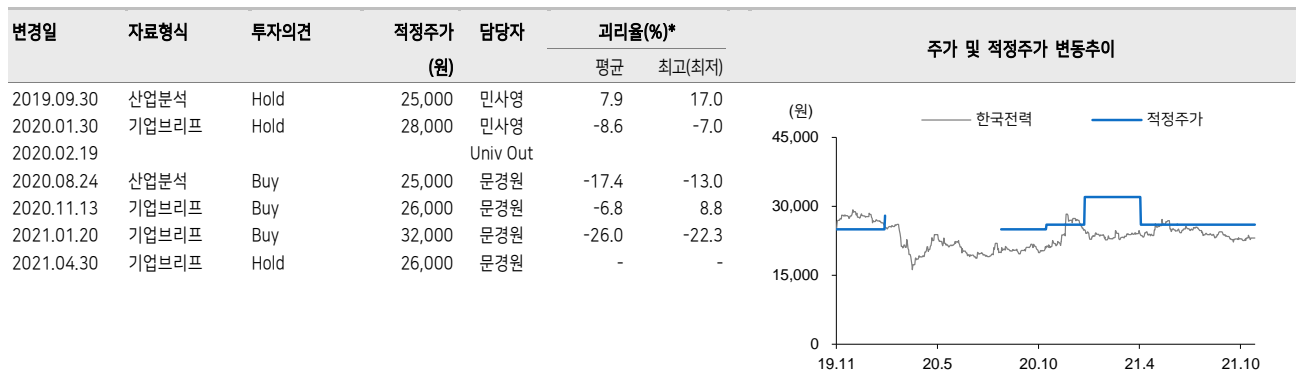 변경일 자료형식 투자의견 적정주가 담당자 괴리율(%)* 주가 및 적정주가 변동추이
(원) 평균 최고(최저)
2019.09.30 산업분석 Hold 25,000 민사영 7.9 17.0
2020.01.30 기업브리프 Hold 28,000 민사영 -8.6 -7.0
2020.02.19 Univ Out
2020.08.24 산업분석 Buy 25,000 문경원 -17.4 -13.0
2020.11.13 기업브리프 Buy 26,000 문경원 -6.8 8.8
2021.01.20 기업브리프 Buy 32,000 문경원 -26.0 -22.3
2021.04.30 기업브리프 Hold 26,000 문경원 - -
(원) 한국전력 적정주가
45,000
30,000
15,000
0
19.11 20.5 20.10 21.4 21.10